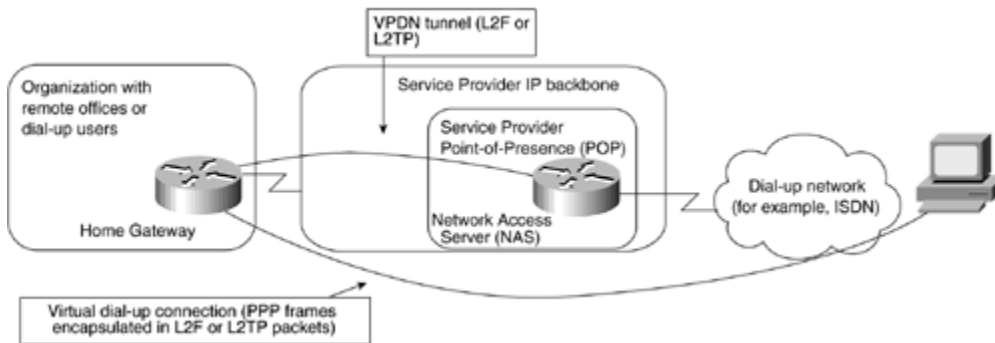 VPDN tunnel (L2F or
L2TP)
Organization with
remote offices or
dial-up users
Service Provider IP backbone
Service Provider
Point-of-Presence (POP)
Dial-up network
(for example, ISDN)
Network Access
Server (NAS)
Home Gateway
Virtual dial-up connection (PPP frames
encapsulated in L2F or L2TP packets)